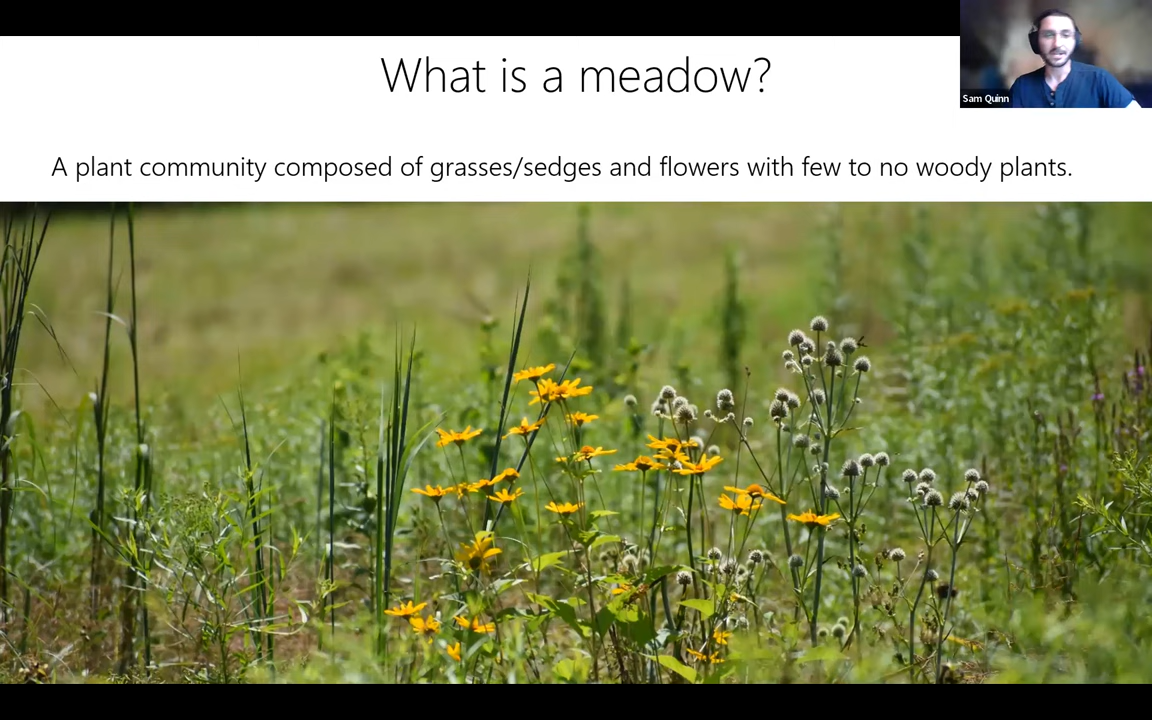 What is a meadow?
Sam Quinn
A plant community composed of grasses/sedges and flowers with few to no woody plants.